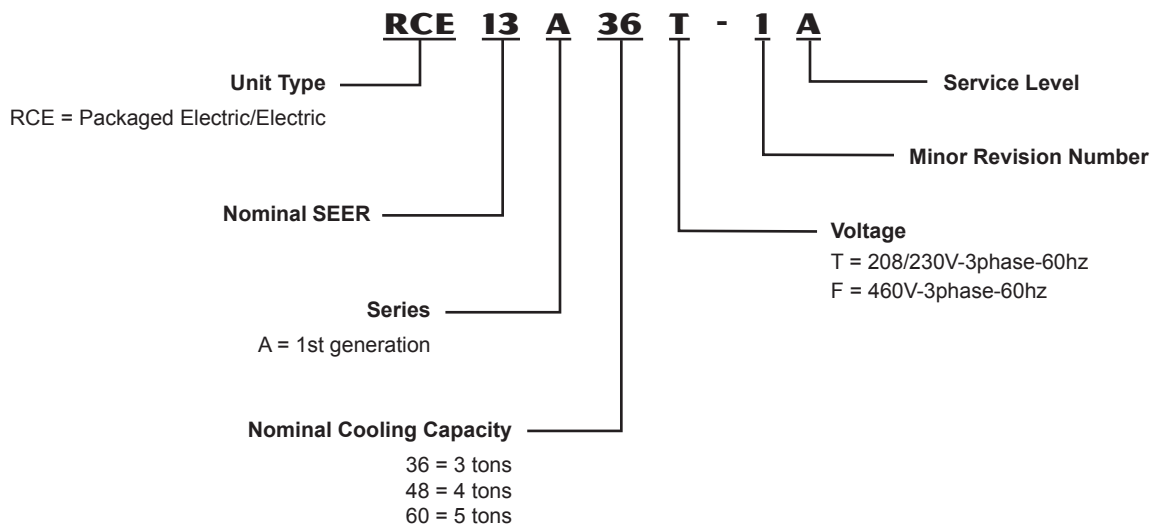 RCE 13 A 36 T - 1 A
Unit Type
RCE = Packaged Electric/Electric
Service Level
Minor Revision Number
Nominal SEER
Voltage
T = 208/230V-3phase-60hz
F = 460V-3phase-60hz
Series
A = 1st generation
Nominal Cooling Capacity
36 = 3 tons
48 = 4 tons
60 = 5 tons